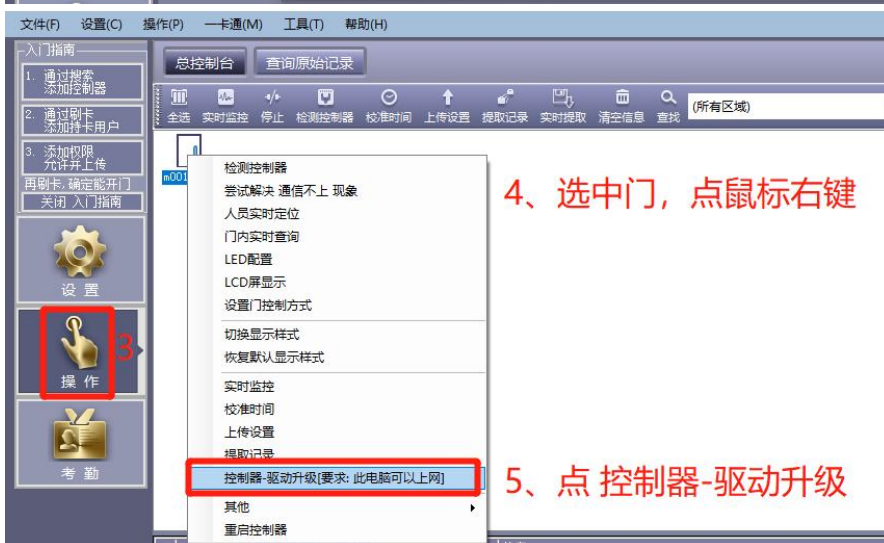 文件(F) 设置(C) 操作(P) 一卡通(M) 工具(T) 帮助(H)
入门指南
1. 通过搜索
添加控制器
2. 通过刷卡
添加持卡用户
3. 添加权限
允许并上传
再刷卡,确定能开门
关闭 入门指南
设 置
操 作
3
考 勤
总控制台 查询原始记录
全选 实时监控 停止 检测控制器 校准时间 上传设置 提取记录 实时提取 清空信息 查找 (所有区域)
m001
检测控制器
尝试解决 通信不上 现象
人员实时定位
门内实时查询
LED配置
LCD屏显示
设置门控制方式
切换显示样式
恢复默认显示样式
实时监控
校准时间
上传设置
提取记录
控制器-驱动升级[要求: 此电脑可以上网]
其他
重启控制器
4、选中门，点鼠标右键
5、点 控制器-驱动升级